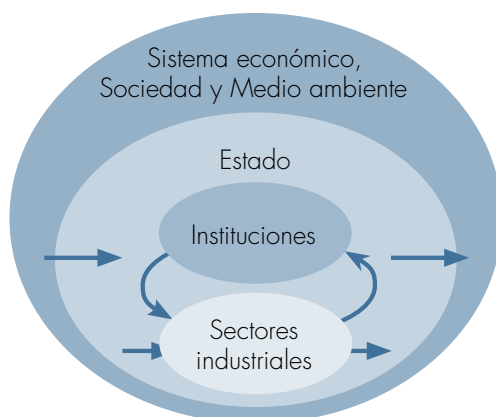 Sistema económico,
Sociedad y Medio ambiente
Estado
Instituciones
Sectores
industriales